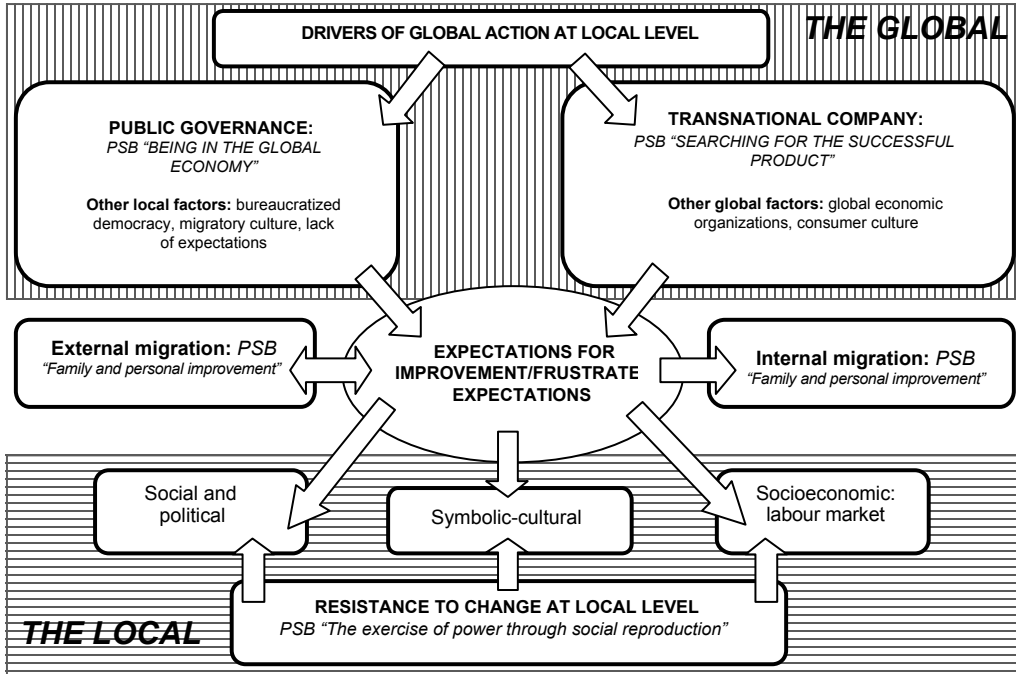 THE GLOBAL
DRIVERS OF GLOBAL ACTION AT LOCAL LEVEL
PUBLIC GOVERNANCE:
PSB “BEING IN THE GLOBAL
ECONOMY”
Other local factors: bureaucratized
democracy, migratory culture, lack
of expectations
TRANSNATIONAL COMPANY:
PSB “SEARCHING FOR THE SUCCESSFUL
PRODUCT”
Other global factors: global economic
organizations, consumer culture
External migration: PSB
“Family and personal improvement”
EXPECTATIONS FOR
IMPROVEMENT/FRUSTRATE
EXPECTATIONS
Internal migration: PSB
“Family and personal improvement”
Social and
political
Symbolic-cultural
Socioeconomic:
labour market
RESISTANCE TO CHANGE AT LOCAL LEVEL
PSB “The exercise of power through social reproduction”
THE LOCAL